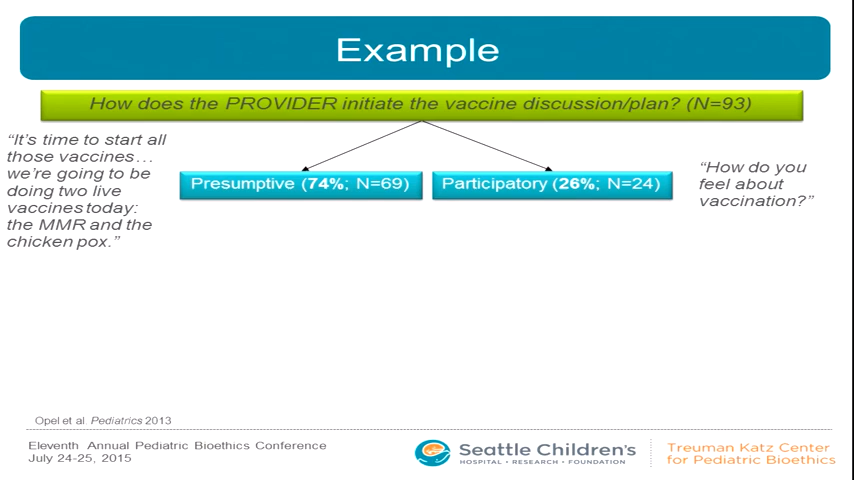 Example
How does the PROVIDER initiate the vaccine discussion/plan? (N=93)
“It’s time to start all
those vaccines…
we’re going to be
doing two live
vaccines today:
the MMR and the
chicken pox.”
Presumptive (74%; N=69)
Participatory (26%; N=24)
“How do you
feel about
vaccination?”
Opel et al. Pediatrics 2013
Eleventh Annual Pediatric Bioethics Conference
July 24-25, 2015
Seattle Children's
HOSPITAL • RESEARCH • FOUNDATION
Treuman Katz Center
for Pediatric Bioethics